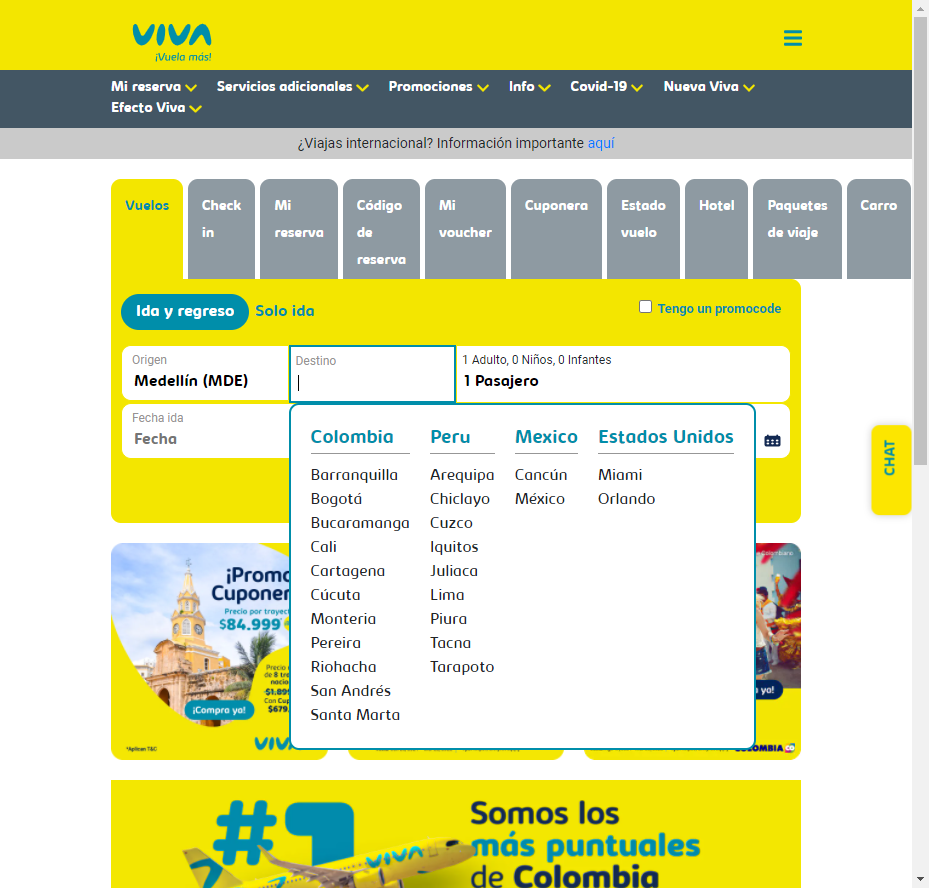 VIVA
¡Vuela más!
Mi reserva Servicios adicionales Promociones Info Covid-19 Nueva Viva
Efecto Viva
¿Viajas internacional? Información importante aquí
Vuelos
Check
in
Mi
reserva
Código
de
reserva
Mi
voucher
Cuponera
Estado
vuelo
Hotel
Paquetes
de viaje
Carro
Ida y regreso Solo ida
Tengo un promocode
Origen
Medellín (MDE)
Destino
1 Adulto, 0 Niños, 0 Infantes
1 Pasajero
Fecha ida
Fecha
Colombia
Barranquilla
Bogotá
Bucaramanga
Cali
Cartagena
Cúcuta
Monteria
Pereira
Riohacha
San Andrés
Santa Marta
Peru
Arequipa
Chiclayo
Cuzco
Iquitos
Juliaca
Lima
Piura
Tacna
Tarapoto
Mexico
Cancún
México
Estados Unidos
Miami
Orlando
CHAT
¡Promo
Cuponer
Precio por trayect
$84.999
Precio
de 8 tre
nacio
$1.899
Con Cup
$679.
¡Compra ya!
*Aplican T&C
VIVA
ya!
COLOMBIA CO
#1
VIVA
Somos los
más puntuales
de Colombia